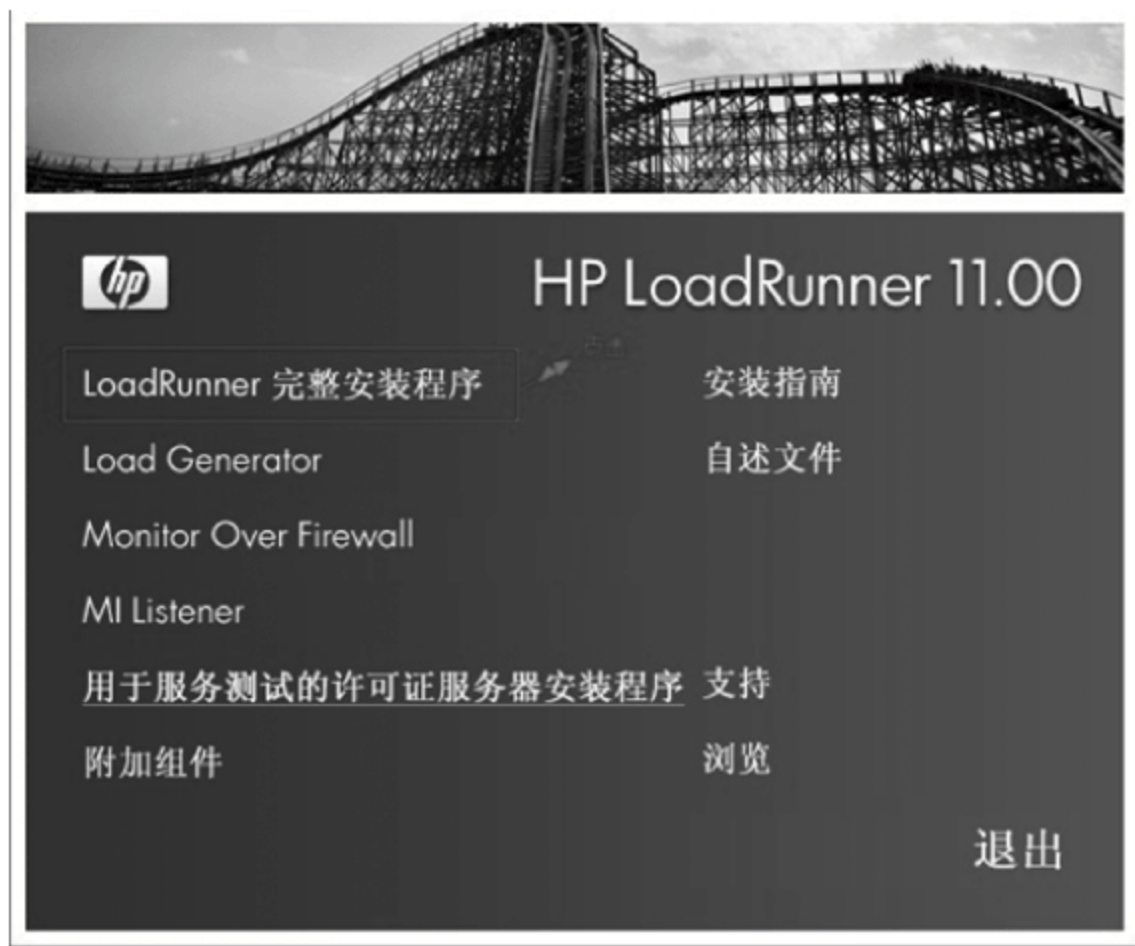 hp
HP LoadRunner 11.00
LoadRunner 完整安装程序
安装指南
Load Generator
自述文件
Monitor Over Firewall
MI Listener
用于服务测试的许可证服务器安装程序
支持
附加组件
浏览
退出